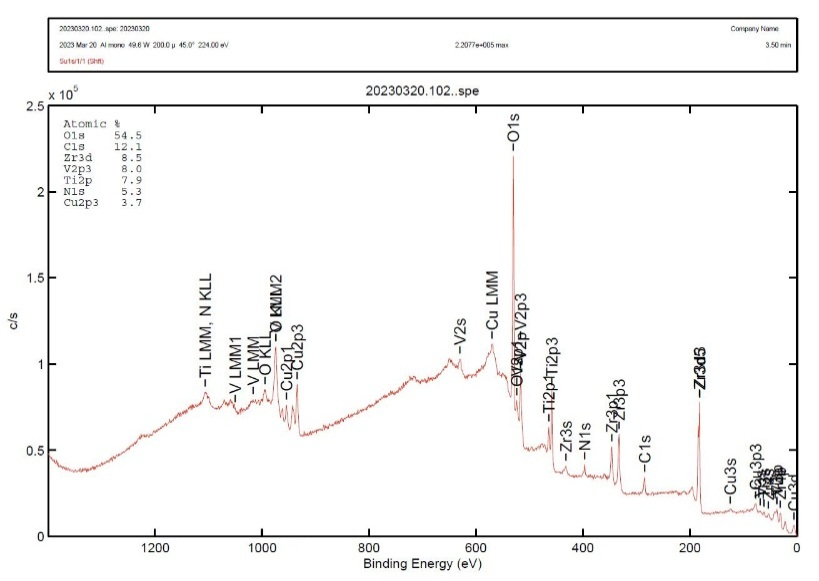 20230320.102..spe: 20230320
Company Name
2023 Mar 20 Al mono 49.6 W 200.0 µ 45.0° 224.00 eV
2.2077e+005 max
3.50 min
Su1s/1/1 (Shft)
20230320.102..spe
x 10⁵
Atomic %
O1s 54.5
C1s 12.1
Zr3d 8.5
V2p3 8.0
Ti2p 7.9
N1s 5.3
Cu2p3 3.7
2.5
2
1.5
1
0.5
0
c/s
Ti LMM, N KLL
V LMM1
V LMM
O KLL
Cu2p1
Cu2p3
V2s
Cu LMM
O1s
V2p3
Ti2p1
Ti2p3
Zr3s
N1s
Zr3p1
Zr3p3
C1s
Cu3s
Cu3p3
Cu3d
1200
1000
800
600
400
200
0
Binding Energy (eV)